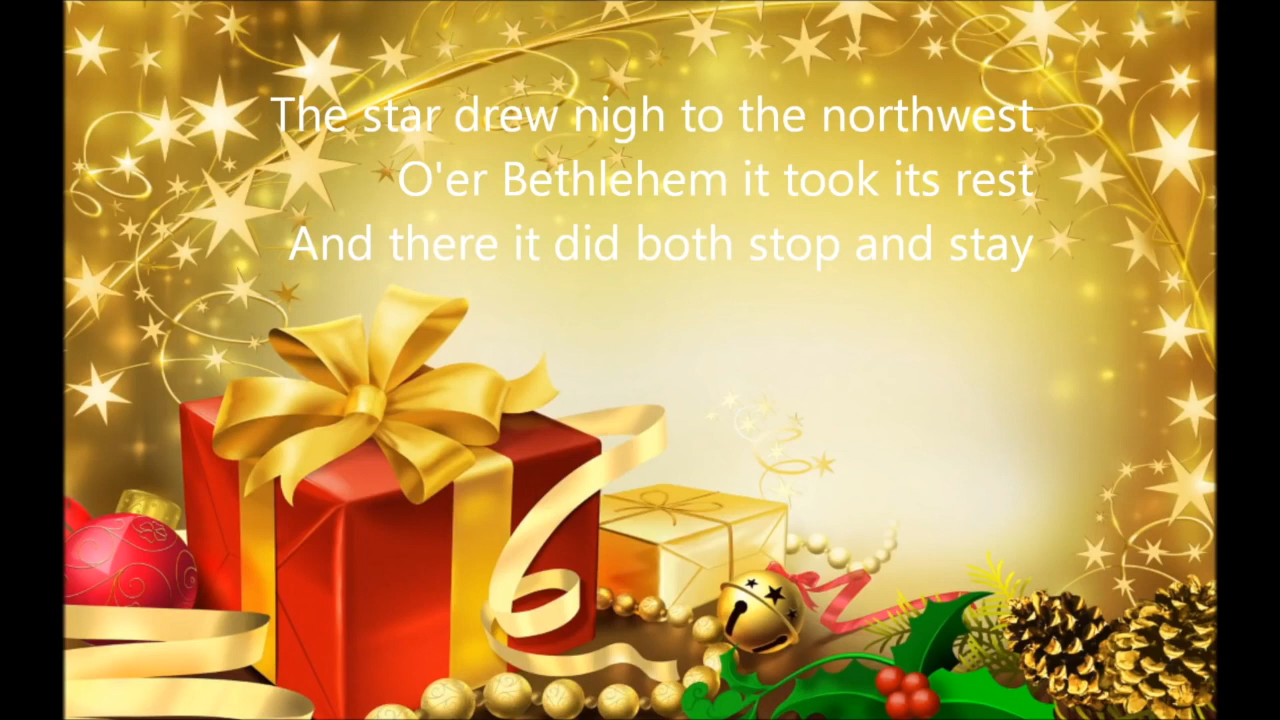 The star drew nigh to the northwest
O'er Bethlehem it took its rest
And there it did both stop and stay